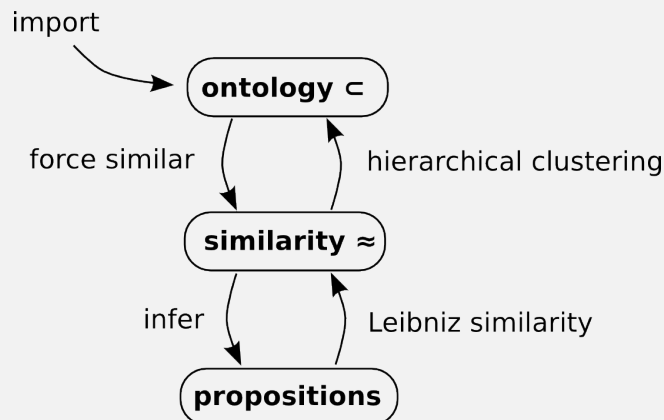 import
ontology ⊂
force similar
hierarchical clustering
similarity ≈
infer
Leibniz similarity
propositions